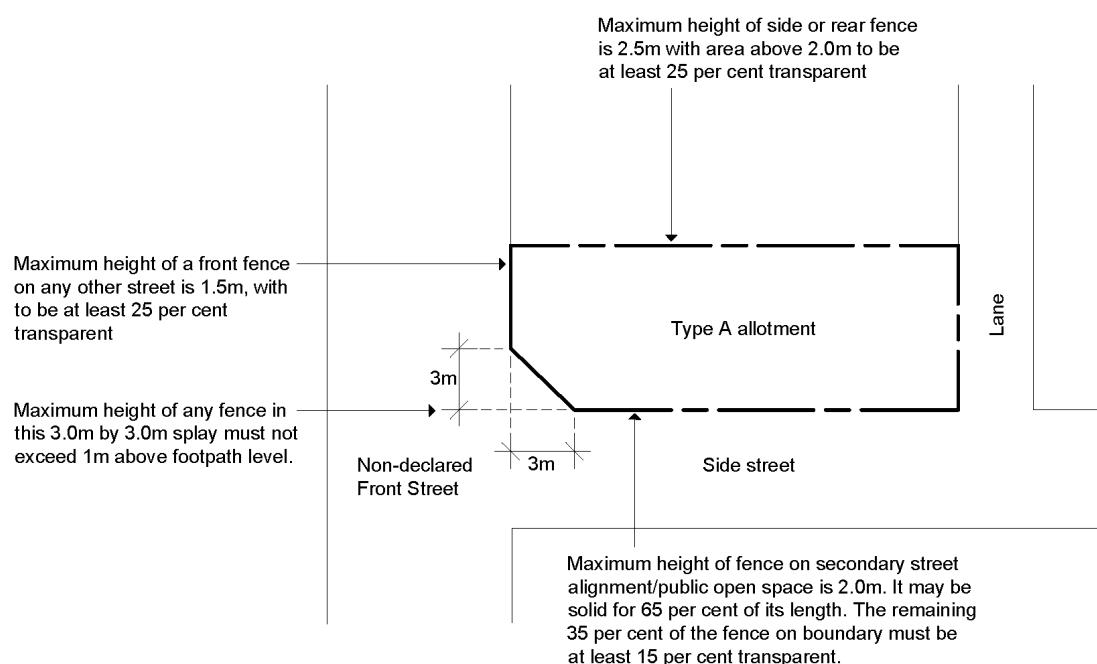 Maximum height of side or rear fence
is 2.5m with area above 2.0m to be
at least 25 per cent transparent
Maximum height of a front fence
on any other street is 1.5m, with
to be at least 25 per cent
transparent
Type A allotment
Lane
3m
Maximum height of any fence in
this 3.0m by 3.0m splay must not
exceed 1m above footpath level.
3m
Non-declared
Front Street
Side street
Maximum height of fence on secondary street
alignment/public open space is 2.0m. It may be
solid for 65 per cent of its length. The remaining
35 per cent of the fence on boundary must be
at least 15 per cent transparent.